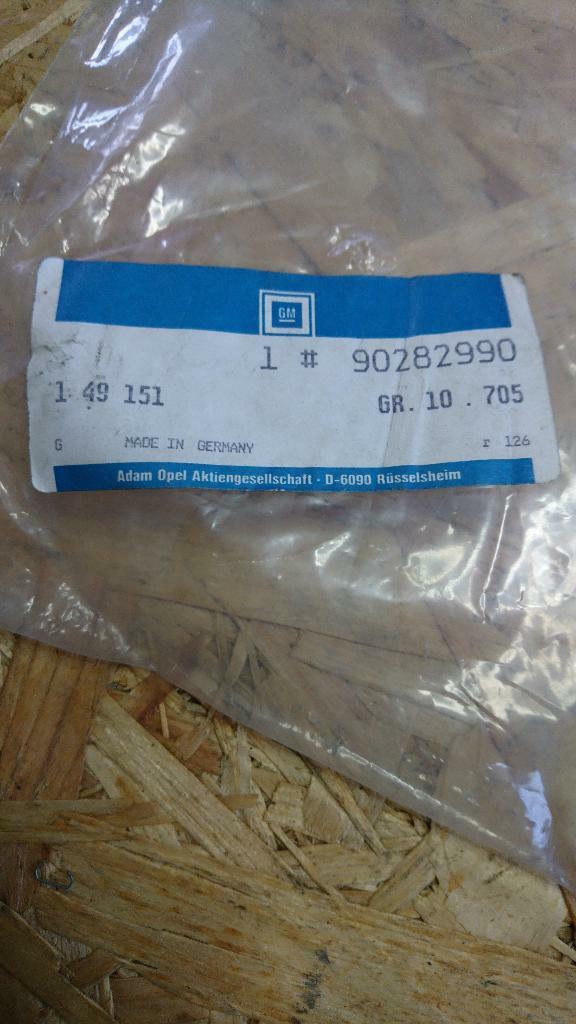 GM
1 # 90282990
1 49 151 GR. 10 . 705
G MADE IN GERMANY r 126
Adam Opel Aktiengesellschaft · D-6090 Rüsselsheim